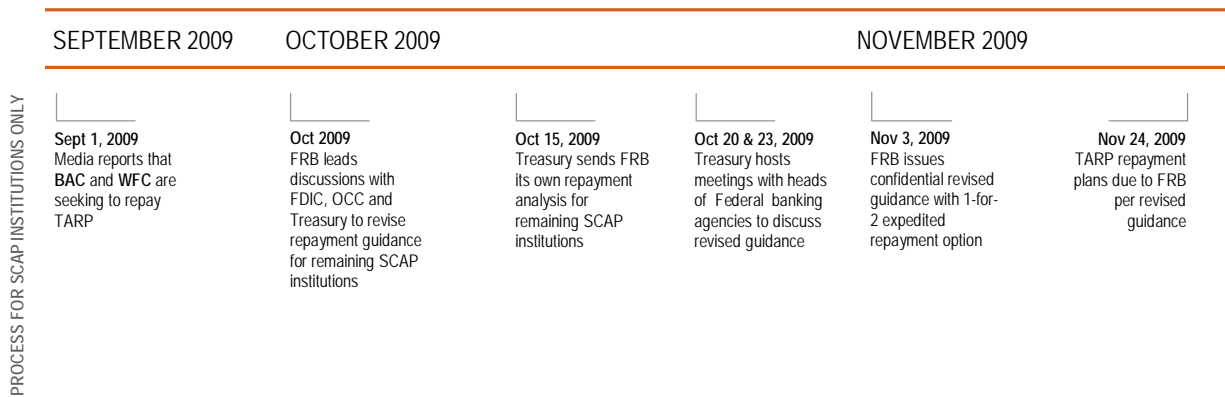 SEPTEMBER 2009
OCTOBER 2009
NOVEMBER 2009
PROCESS FOR SCAP INSTITUTIONS ONLY
Sept 1, 2009
Media reports that
BAC and WFC are
seeking to repay
TARP
Oct 2009
FRB leads
discussions with
FDIC, OCC and
Treasury to revise
repayment guidance
for remaining SCAP
institutions
Oct 15, 2009
Treasury sends FRB
its own repayment
analysis for
remaining SCAP
institutions
Oct 20 & 23, 2009
Treasury hosts
meetings with heads
of Federal banking
agencies to discuss
revised guidance
Nov 3, 2009
FRB issues
confidential revised
guidance with 1-for-
2 expedited
repayment option
Nov 24, 2009
TARP repayment
plans due to FRB
per revised
guidance